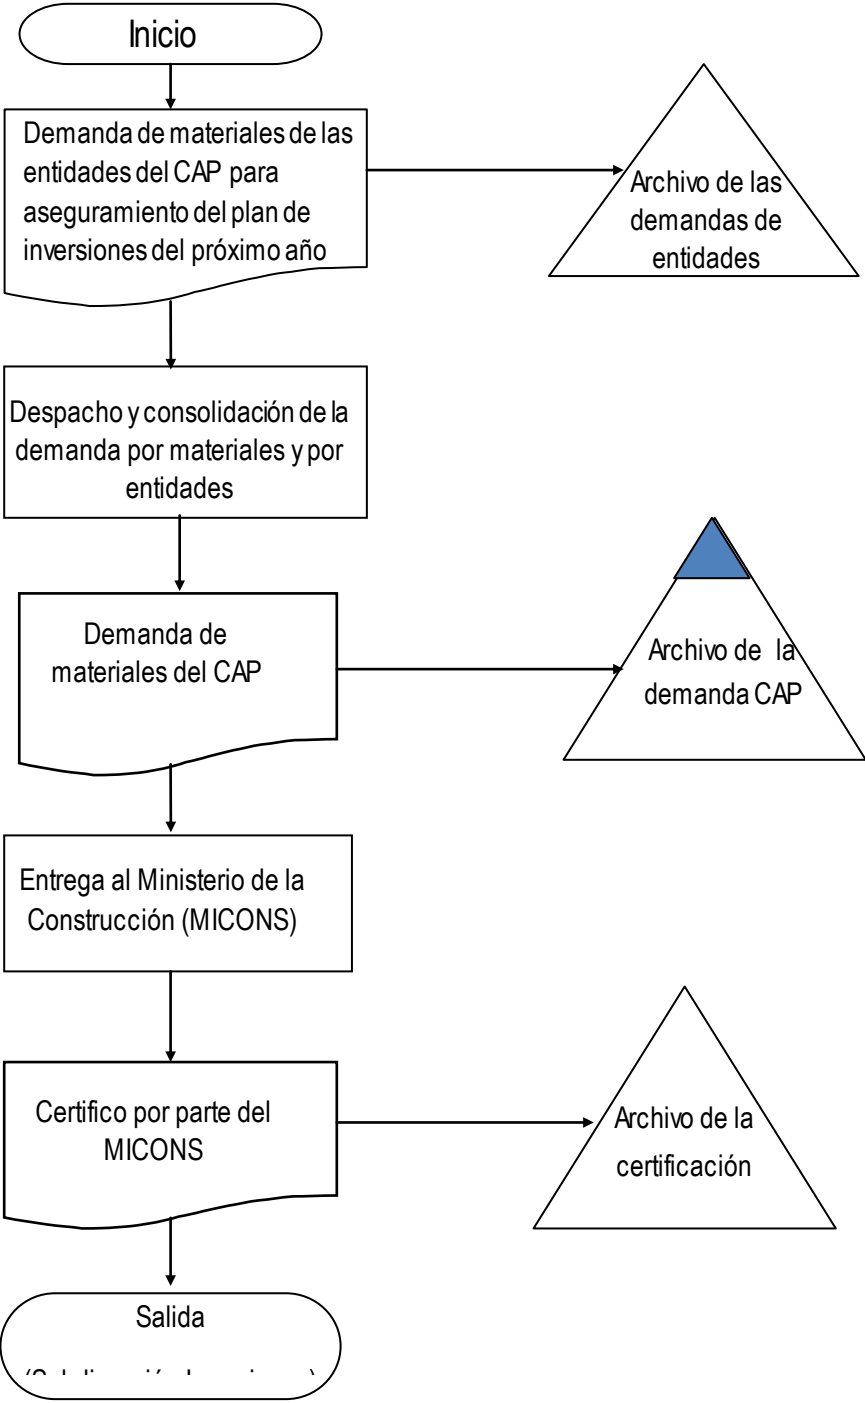 Inicio
Demanda de materiales de las
entidades del CAP para
aseguramiento del plan de
inversiones del próximo año
Archivo de las
demandas de
entidades
Despacho y consolidación de la
demanda por materiales y por
entidades
Demanda de
materiales del CAP
Archivo de la
demanda CAP
Entrega al Ministerio de la
Construcción (MICONS)
Certifico por parte del
MICONS
Archivo de la
certificación
Salida